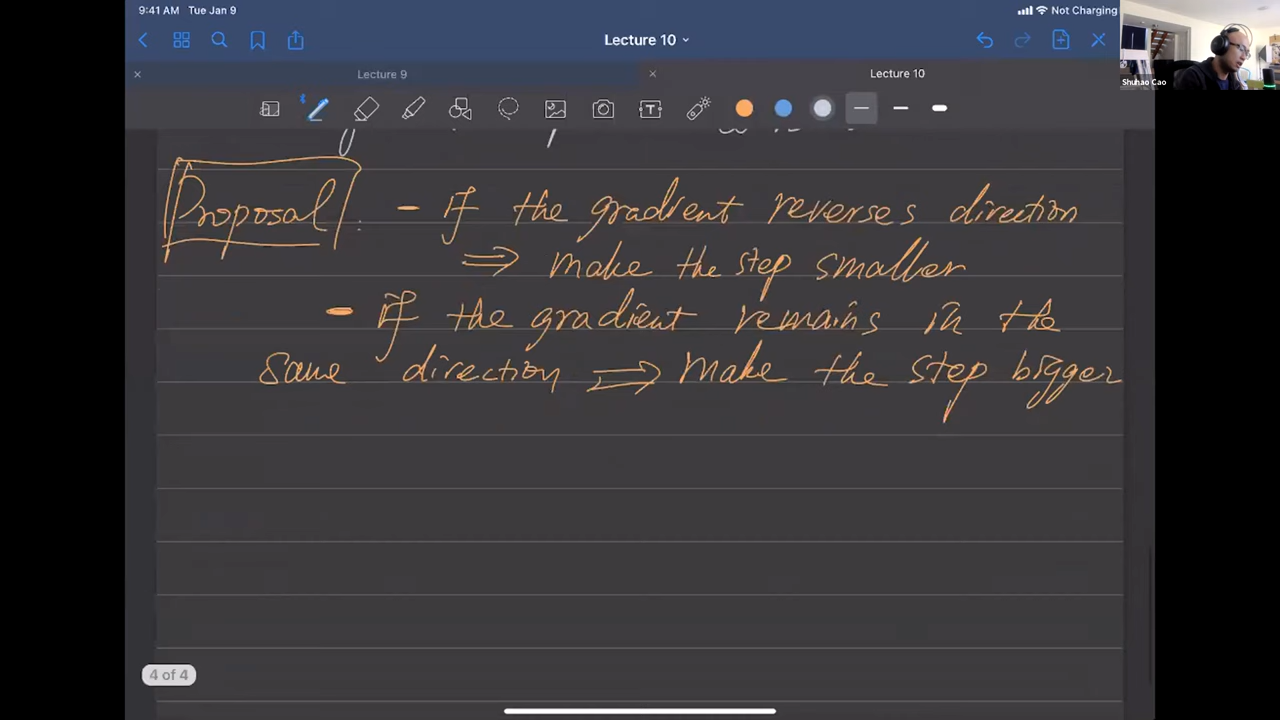 9:41 AM Tue Jan 9
Not Charging
Lecture 10
Lecture 9
Lecture 10
Shuhao Cao
Proposal : - if the gradient reverses direction
⇒ make the step smaller
- if the gradient remains in the
same direction ⇒ make the step bigger
4 of 4